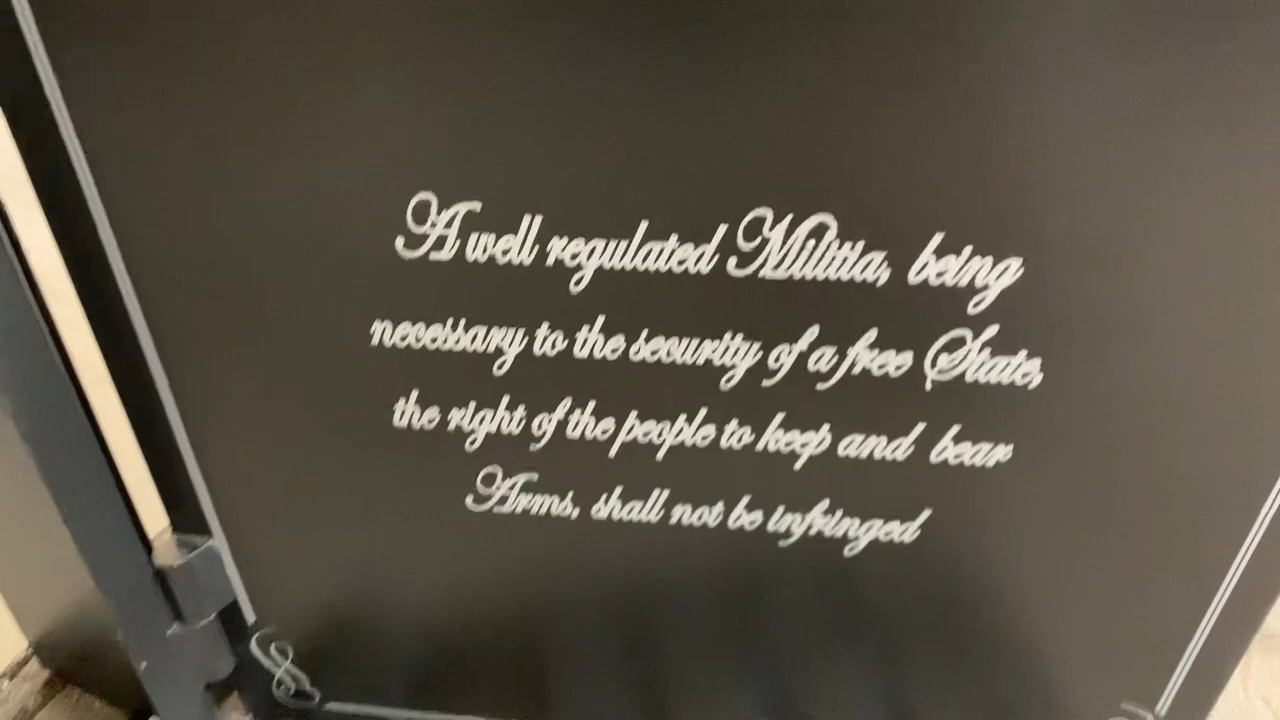 A well regulated Militia, being
necessary to the security of a free State,
the right of the people to keep and bear
Arms, shall not be infringed